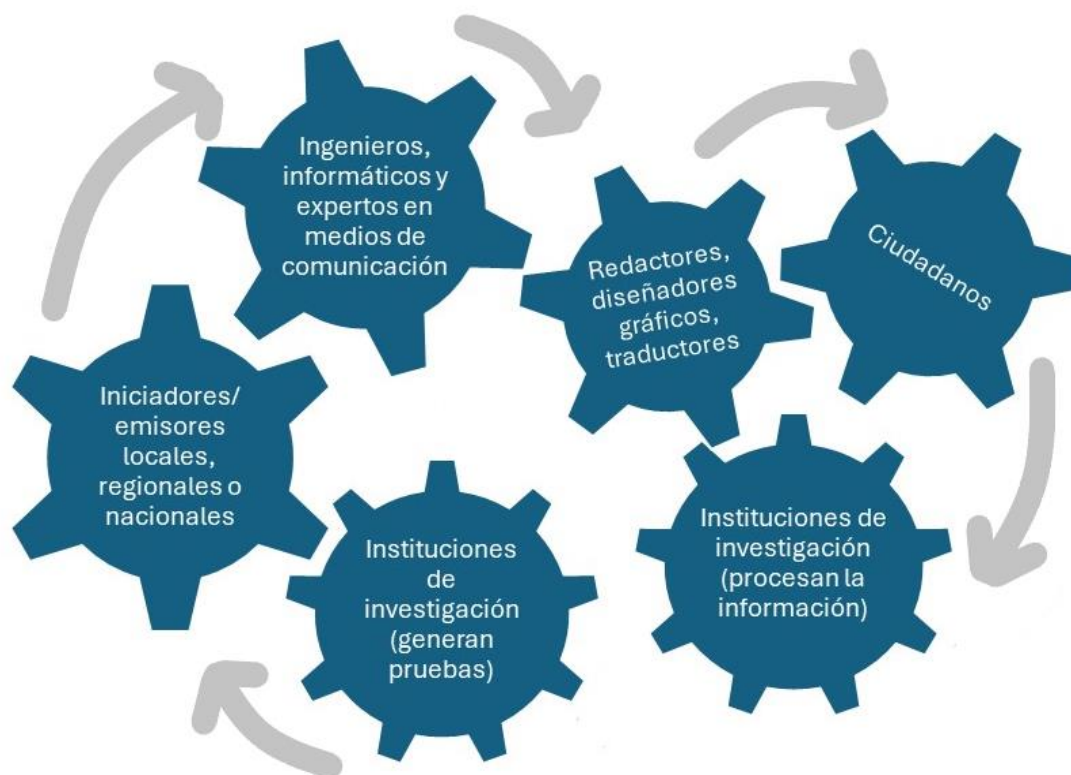 Ingenieros,
informáticos y
expertos en
medios de
comunicación
Redactores,
diseñadores
gráficos,
traductores
Ciudadanos
Iniciadores/
emisores
locales,
regionales o
nacionales
Instituciones
de
investigación
(generan
pruebas)
Instituciones de
investigación
(procesan la
información)